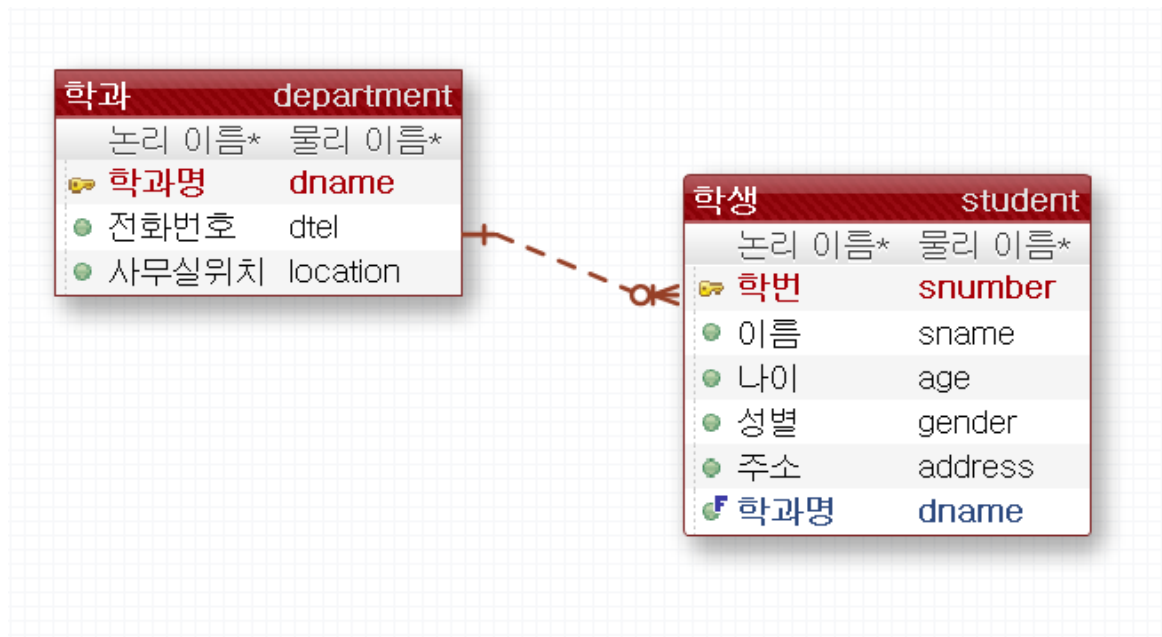 학과 department
논리 이름* 물리 이름*
학과명 dname
전화번호 dtel
사무실위치 location
학생 student
논리 이름* 물리 이름*
학번 snumber
이름 sname
나이 age
성별 gender
주소 address
F 학과명 dname